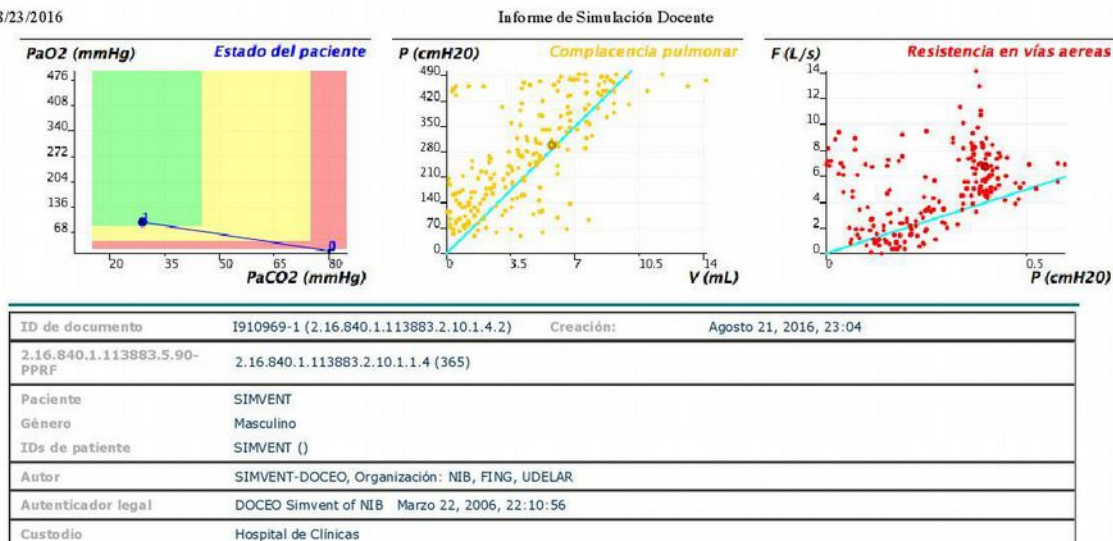 8/23/2016 Informe de Simulación Docente
PaO2 (mmHg) Estado del paciente
476
408
340
272
204
136
68
1
0
20 35 50 65 80
PaCO2 (mmHg)
P (cmH20) Complacencia pulmonar
490
420
350
280
210
140
70
0
0 3.5 7 10.5 14
V (mL)
F (L/s) Resistencia en vías aereas
14
12
10
8
6
4
2
0
0 0.5
P (cmH20)
ID de documento I910969-1 (2.16.840.1.113883.2.10.1.4.2) Creación: Agosto 21, 2016, 23:04
2.16.840.1.113883.5.90-
PPRF 2.16.840.1.113883.2.10.1.1.4 (365)
Paciente SIMVENT
Género Masculino
IDs de patiente SIMVENT ()
Autor SIMVENT-DOCEO, Organización: NIB, FING, UDELAR
Autenticador legal DOCEO Simvent of NIB Marzo 22, 2006, 22:10:56
Custodio Hospital de Clínicas